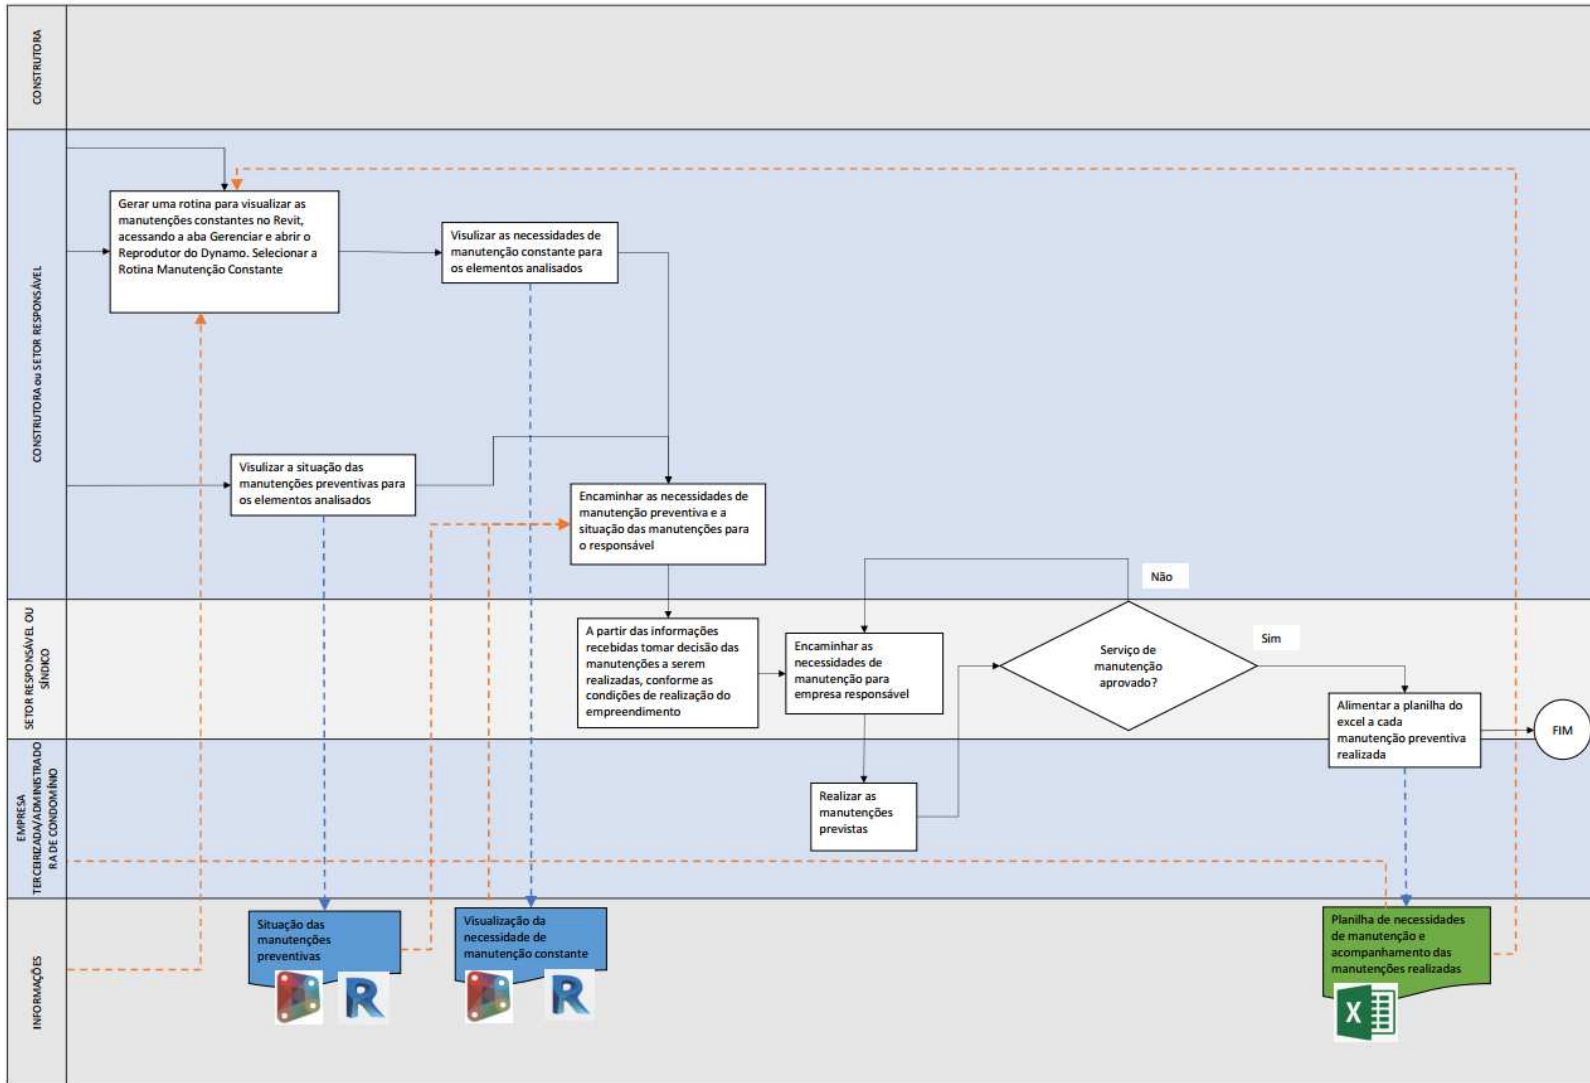 CONSTRUTORA
CONSTRUTORA ou SETOR RESPONSÁVEL
Gerar uma rotina para visualizar as
manutenções constantes no Revit,
acessando a aba Gerenciar e abrir o
Reprodutor do Dynamo. Selecionar a
Rotina Manutenção Constante
Visulizar as necessidades de
manutenção constante para
os elementos analisados
Visulizar a situação das
manutenções preventivas para
os elementos analisados
Encaminhar as necessidades de
manutenção preventiva e a
situação das manutenções para
o responsável
Não
SETOR RESPONSÁVEL OU
SÍNDICO
A partir das informações
recebidas tomar decisão das
manutenções a serem
realizadas, conforme as
condições de realização do
empreendimento
Encaminhar as
necessidades de
manutenção para
empresa responsável
Serviço de
manutenção
aprovado?
Sim
Alimentar a planilha do
excel a cada
manutenção preventiva
realizada
FIM
EMPRESA
TERCEIRIZADA/ADMINISTRADO
RA DE CONDOMÍNIO
Realizar as
manutenções
previstas
INFORMAÇÕES
Situação das
manutenções
preventivas
R
Visualização da
necessidade de
manutenção constante
R
Planilha de necessidades
de manutenção e
acompanhamento das
manutenções realizadas
X